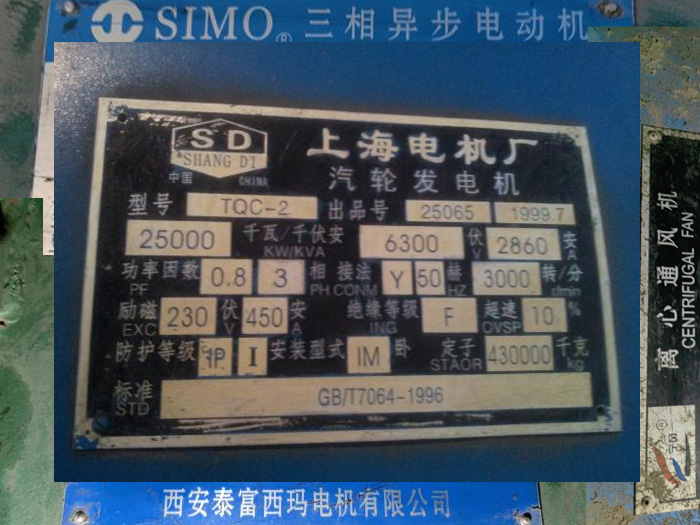 SIMO® 三相异步电动机
SD
SHANG DI
中国 CHINA
上海电机厂
汽轮发电机
型号 TQC-2 出品号 25065 1999 7
25000 千瓦/千伏安 KW/KVA 6300 伏 V 2860 安 A
功率因数 PF 0.8 3 相 PH 接法 CONM Y 50 赫 HZ 3000 转/分 r/min
励磁 EXC 230 伏 V 450 安 A 绝缘等级 ING F 超速 OVSP 10 %
防护等级 1P I 安装型式 IM 卧 定子 STAOR 430000 千克 kg
标准 STD GB/T7064-1996
离心通风机
CENTRIFUGAL FAN
西安泰富西玛电机有限公司